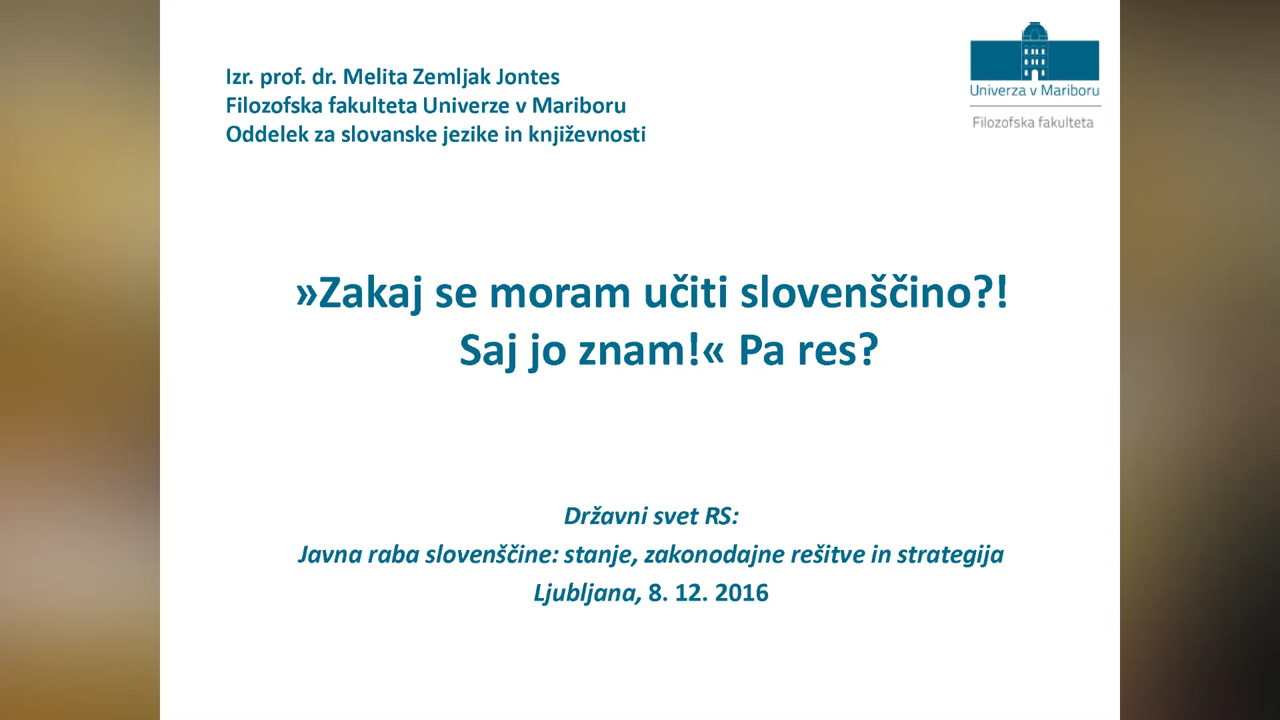 Izr. prof. dr. Melita Zemljak Jontes
Filozofska fakulteta Univerze v Mariboru
Oddelek za slovanske jezike in književnosti
Univerza v Mariboru
Filozofska fakulteta
»Zakaj se moram učiti slovenščino?!
Saj jo znam!« Pa res?
Državni svet RS:
Javna raba slovenščine: stanje, zakonodajne rešitve in strategija
Ljubljana, 8. 12. 2016